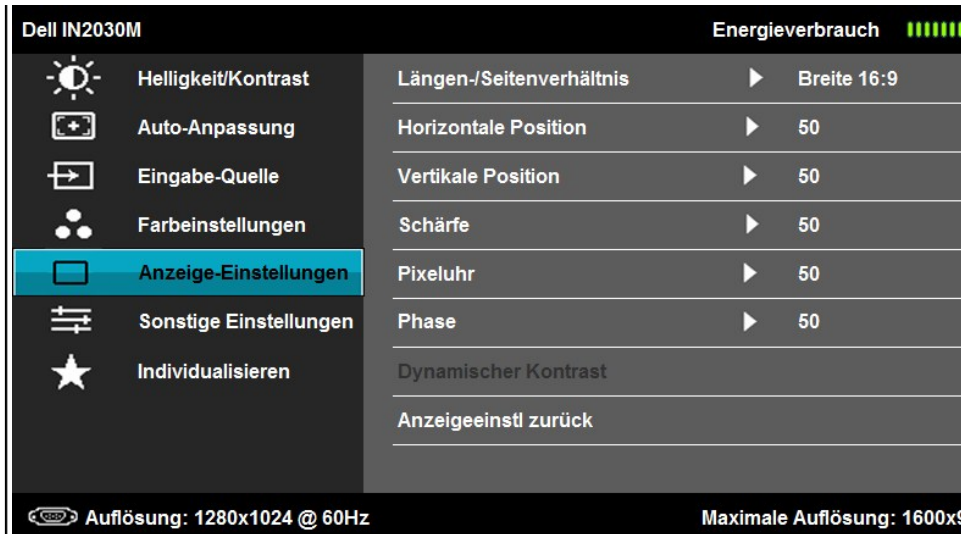 Dell IN2030M Energieverbrauch
Helligkeit/Kontrast Längen-/Seitenverhältnis Breite 16:9
Auto-Anpassung Horizontale Position 50
Eingabe-Quelle Vertikale Position 50
Farbeinstellungen Schärfe 50
Anzeige-Einstellungen Pixeluhr 50
Sonstige Einstellungen Phase 50
Individualisieren Dynamischer Kontrast
Anzeigeeinstl zurück
Auflösung: 1280x1024 @ 60Hz Maximale Auflösung: